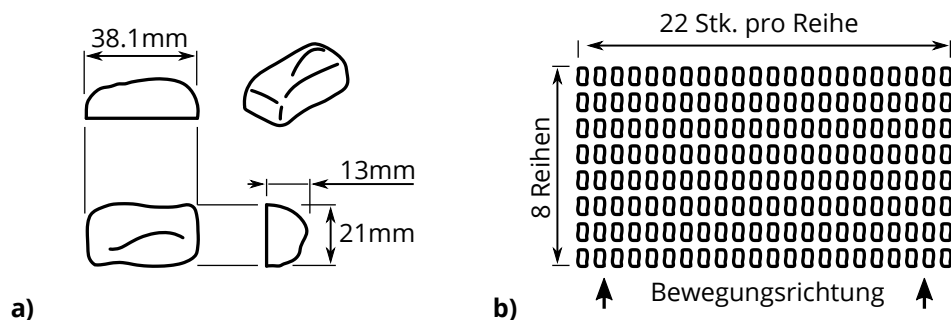 38.1mm
13mm
21mm
a)
22 Stk. pro Reihe
8 Reihen
Bewegungsrichtung
b)